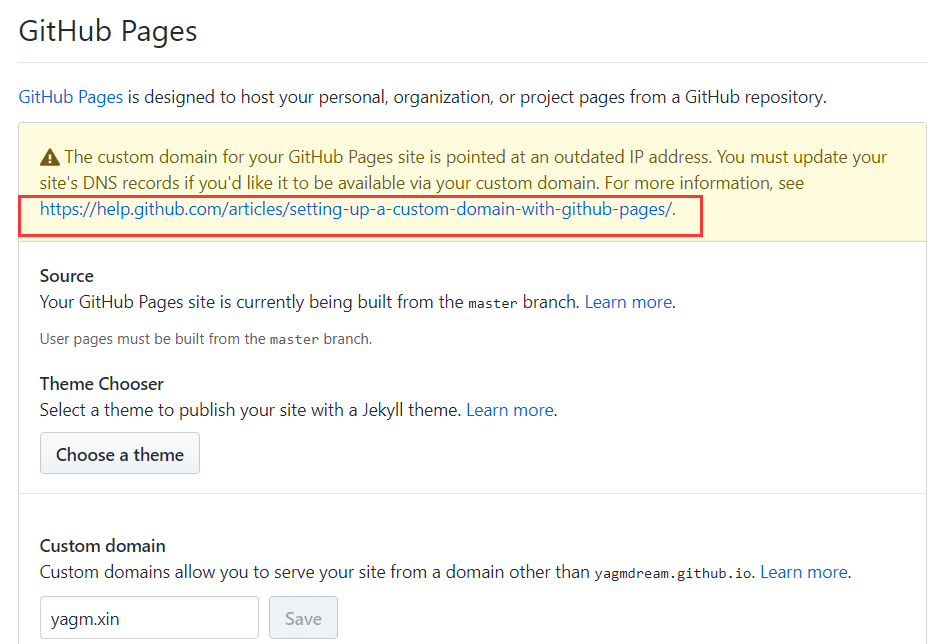 GitHub Pages
GitHub Pages is designed to host your personal, organization, or project pages from a GitHub repository.
The custom domain for your GitHub Pages site is pointed at an outdated IP address. You must update your
site's DNS records if you'd like it to be available via your custom domain. For more information, see
https://help.github.com/articles/setting-up-a-custom-domain-with-github-pages/.
Source
Your GitHub Pages site is currently being built from the master branch. Learn more.
User pages must be built from the master branch.
Theme Chooser
Select a theme to publish your site with a Jekyll theme. Learn more.
Choose a theme
Custom domain
Custom domains allow you to serve your site from a domain other than yagmdream.github.io. Learn more.
yagm.xin Save